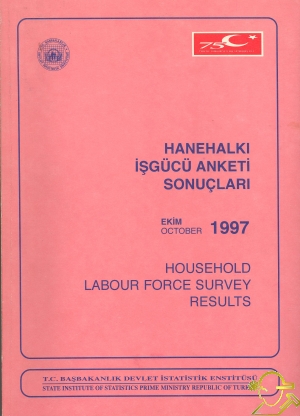 75
HANEHALKI
İŞGÜCÜ ANKETİ
SONUÇLARI
EKİM
OCTOBER 1997
HOUSEHOLD
LABOUR FORCE SURVEY
RESULTS
T.C. BAŞBAKANLIK DEVLET İSTATİSTİK ENSTİTÜSÜ
STATE INSTITUTE OF STATISTICS PRIME MINISTRY REPUBLIC OF